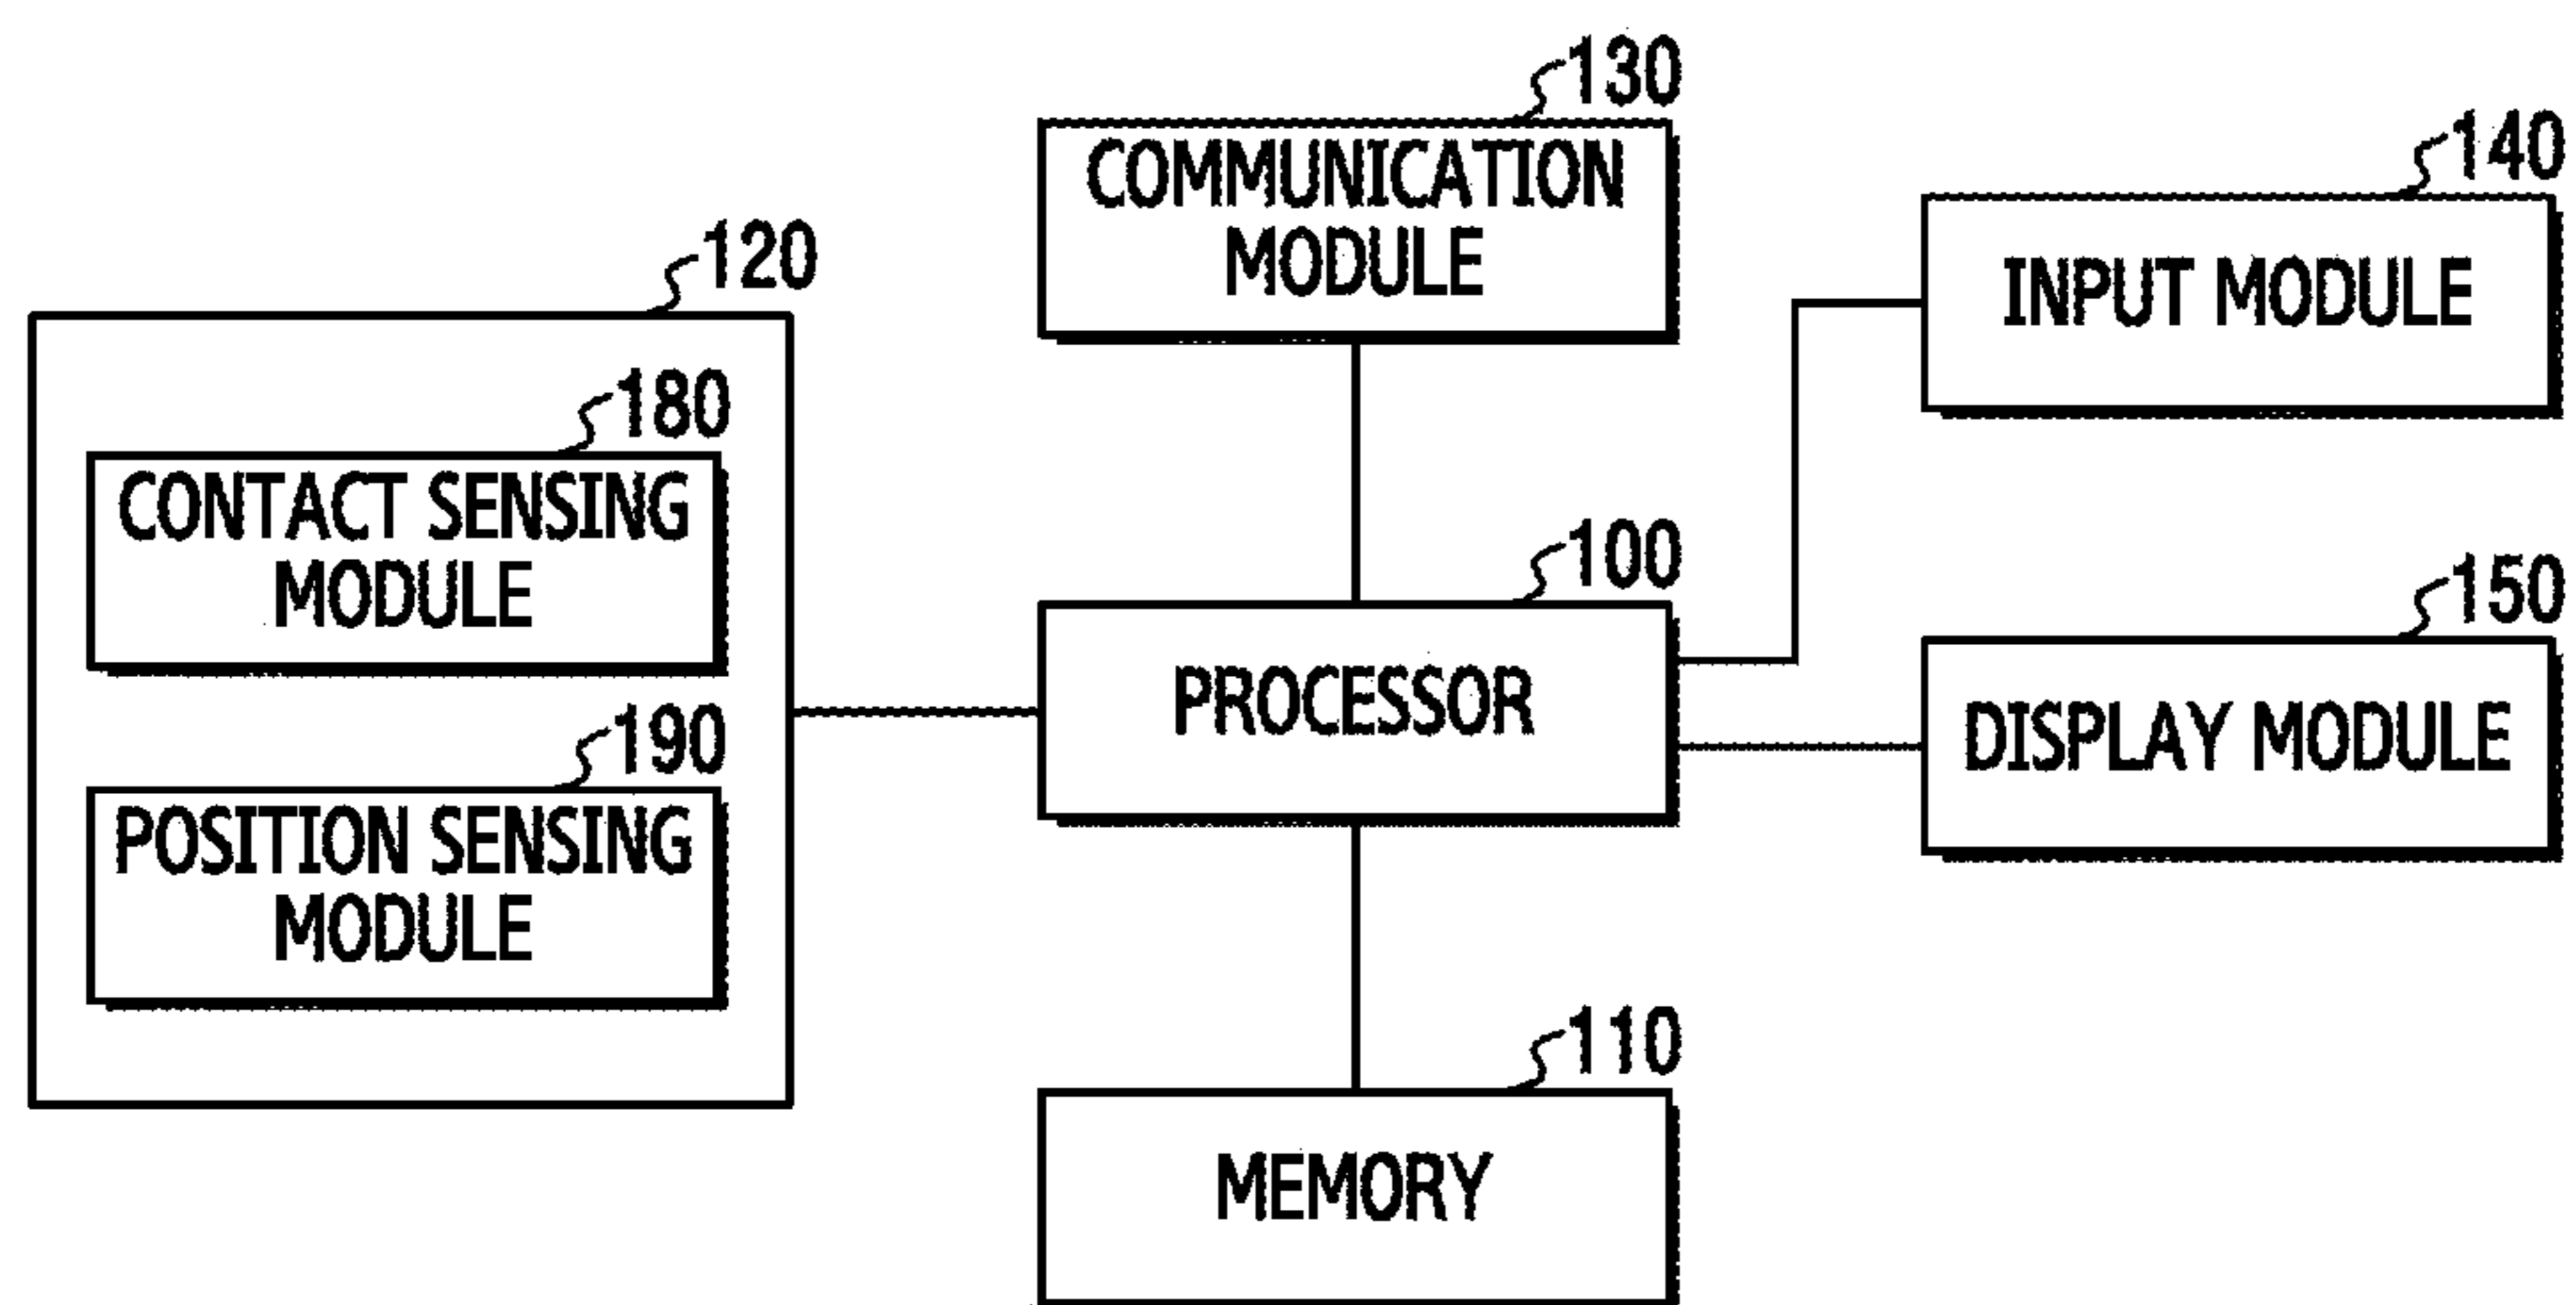 130
COMMUNICATION
MODULE
140
INPUT MODULE
120
180
CONTACT SENSING
MODULE
190
POSITION SENSING
MODULE
100
PROCESSOR
150
DISPLAY MODULE
110
MEMORY